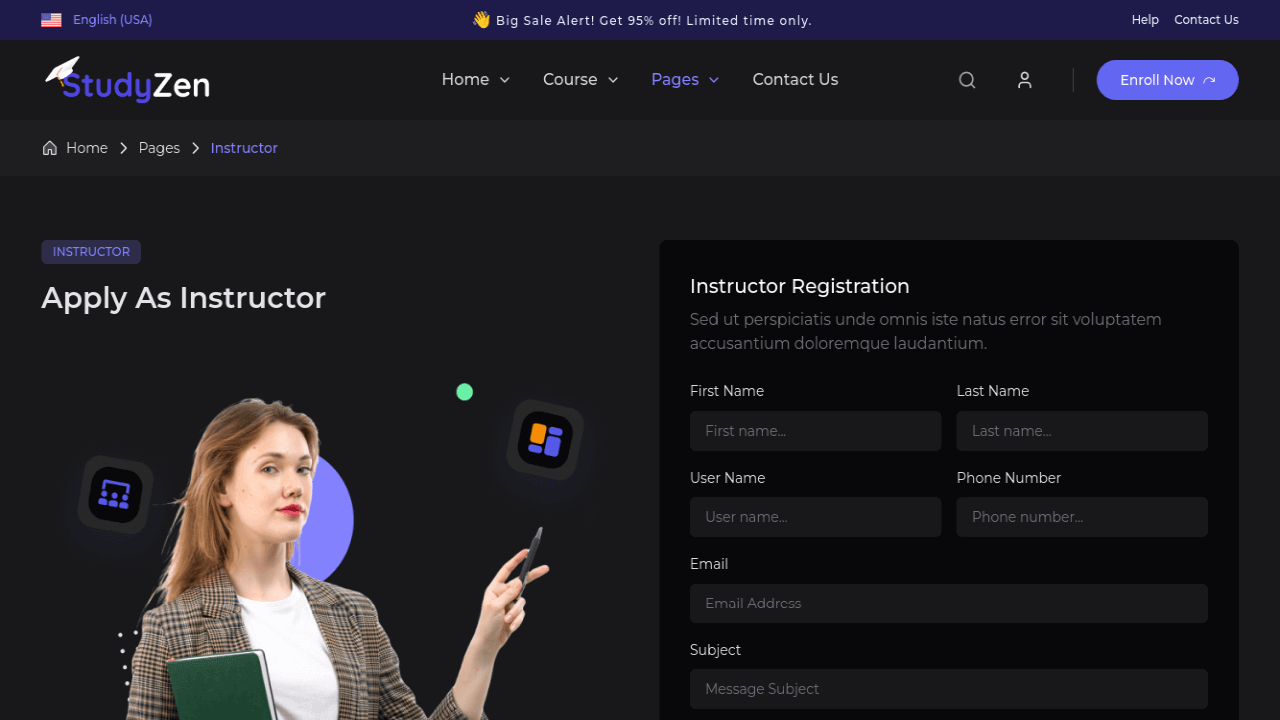 English (USA)
👋 Big Sale Alert! Get 95% off! Limited time only.
Help
Contact Us
StudyZen
Home
Course
Pages
Contact Us
Enroll Now
Home
Pages
Instructor
INSTRUCTOR
Apply As Instructor
Instructor Registration
Sed ut perspiciatis unde omnis iste natus error sit voluptatem
accusantium doloremque laudantium.
First Name
Last Name
First name...
Last name...
User Name
Phone Number
User name...
Phone number...
Email
Email Address
Subject
Message Subject